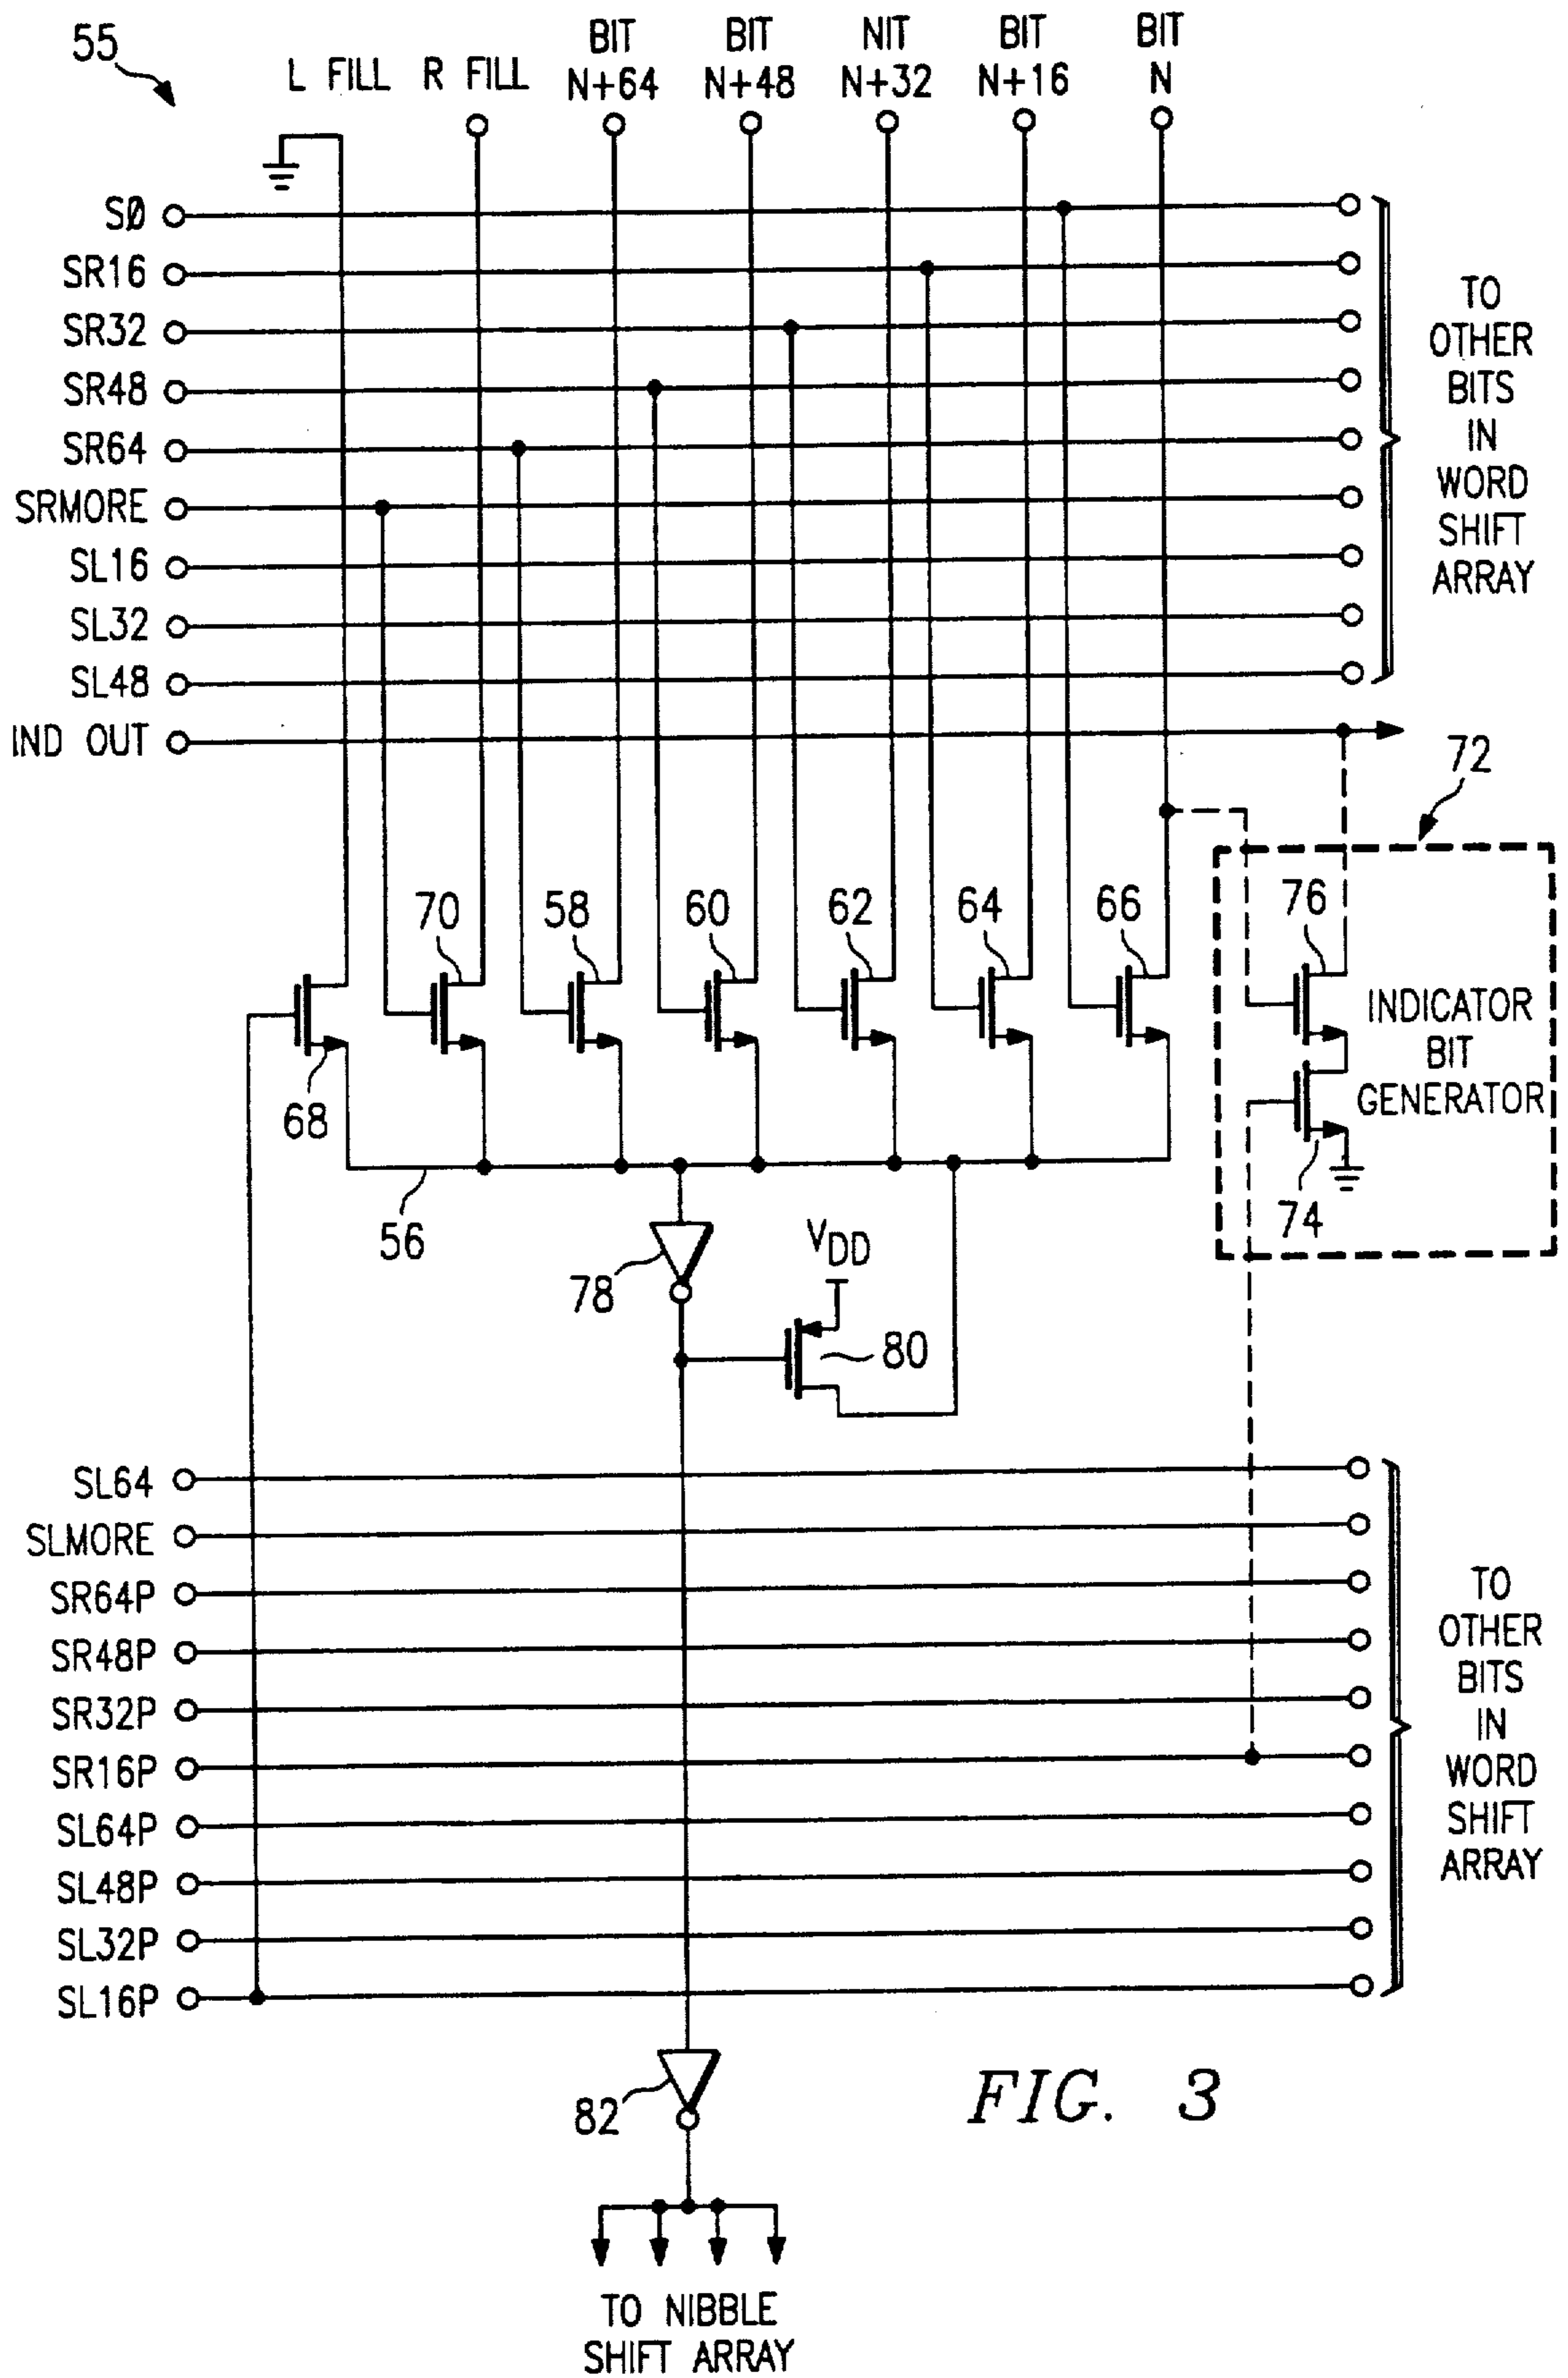 55
L FILL
R FILL
BIT
N+64
BIT
N+48
NIT
N+32
BIT
N+16
BIT
N
SØ
SR16
SR32
SR48
SR64
SRMORE
SL16
SL32
SL48
IND OUT
TO
OTHER
BITS
IN
WORD
SHIFT
ARRAY
72
70
58
60
62
64
66
76
INDICATOR
BIT
GENERATOR
68
74
56
78
VDD
80
SL64
SLMORE
SR64P
SR48P
SR32P
SR16P
SL64P
SL48P
SL32P
SL16P
TO
OTHER
BITS
IN
WORD
SHIFT
ARRAY
82
FIG. 3
TO NIBBLE
SHIFT ARRAY